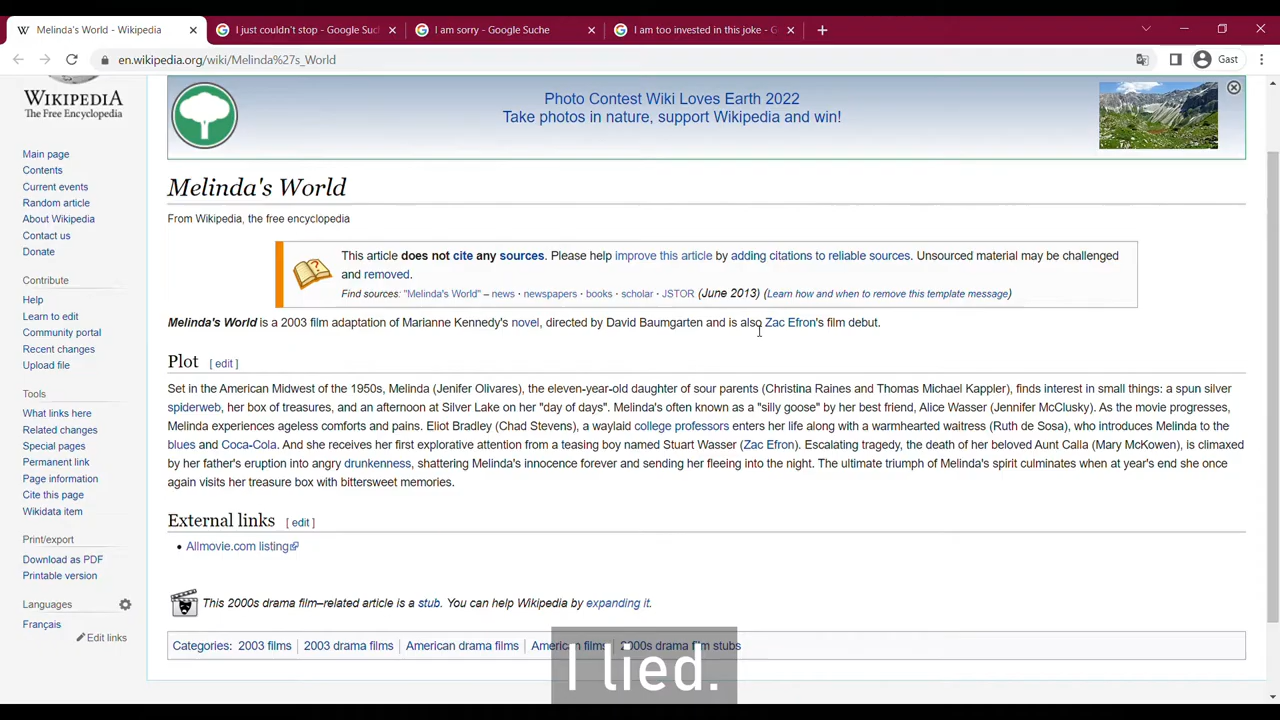 Melinda's World - Wikipedia
I just couldn't stop - Google Suc
I am sorry - Google Suche
I am too invested in this joke - G
en.wikipedia.org/wiki/Melinda%27s_World
Gast
WIKIPEDIA
The Free Encyclopedia
Main page
Contents
Current events
Random article
About Wikipedia
Contact us
Donate
Contribute
Help
Learn to edit
Community portal
Recent changes
Upload file
Tools
What links here
Related changes
Special pages
Permanent link
Page information
Cite this page
Wikidata item
Print/export
Download as PDF
Printable version
Languages
Français
Edit links
Photo Contest Wiki Loves Earth 2022
Take photos in nature, support Wikipedia and win!
Melinda's World
From Wikipedia, the free encyclopedia
This article does not cite any sources. Please help improve this article by adding citations to reliable sources. Unsourced material may be challenged
and removed.
Find sources: "Melinda's World" – news · newspapers · books · scholar · JSTOR (June 2013) (Learn how and when to remove this template message)
Melinda's World is a 2003 film adaptation of Marianne Kennedy's novel, directed by David Baumgarten and is also Zac Efron's film debut.
Plot [ edit ]
Set in the American Midwest of the 1950s, Melinda (Jenifer Olivares), the eleven-year-old daughter of sour parents (Christina Raines and Thomas Michael Kappler), finds interest in small things: a spun silver
spiderweb, her box of treasures, and an afternoon at Silver Lake on her "day of days". Melinda's often known as a "silly goose" by her best friend, Alice Wasser (Jennifer McClusky). As the movie progresses,
Melinda experiences ageless comforts and pains. Eliot Bradley (Chad Stevens), a waylaid college professors enters her life along with a warmhearted waitress (Ruth de Sosa), who introduces Melinda to the
blues and Coca-Cola. And she receives her first explorative attention from a teasing boy named Stuart Wasser (Zac Efron). Escalating tragedy, the death of her beloved Aunt Calla (Mary McKowen), is climaxed
by her father's eruption into angry drunkenness, shattering Melinda's innocence forever and sending her fleeing into the night. The ultimate triumph of Melinda's spirit culminates when at year's end she once
again visits her treasure box with bittersweet memories.
External links [ edit ]
Allmovie.com listing
This 2000s drama film–related article is a stub. You can help Wikipedia by expanding it.
Categories: 2003 films | 2003 drama films | American drama films | American films | 2000s drama film stubs
I lied.